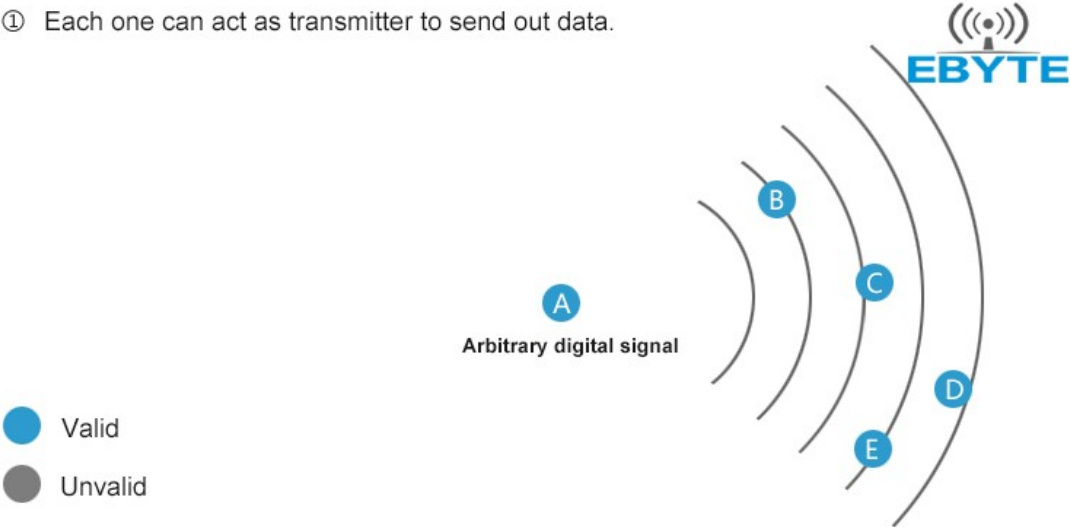 ① Each one can act as transmitter to send out data.
EBYTE
B
C
A
Arbitrary digital signal
D
Valid
E
Unvalid